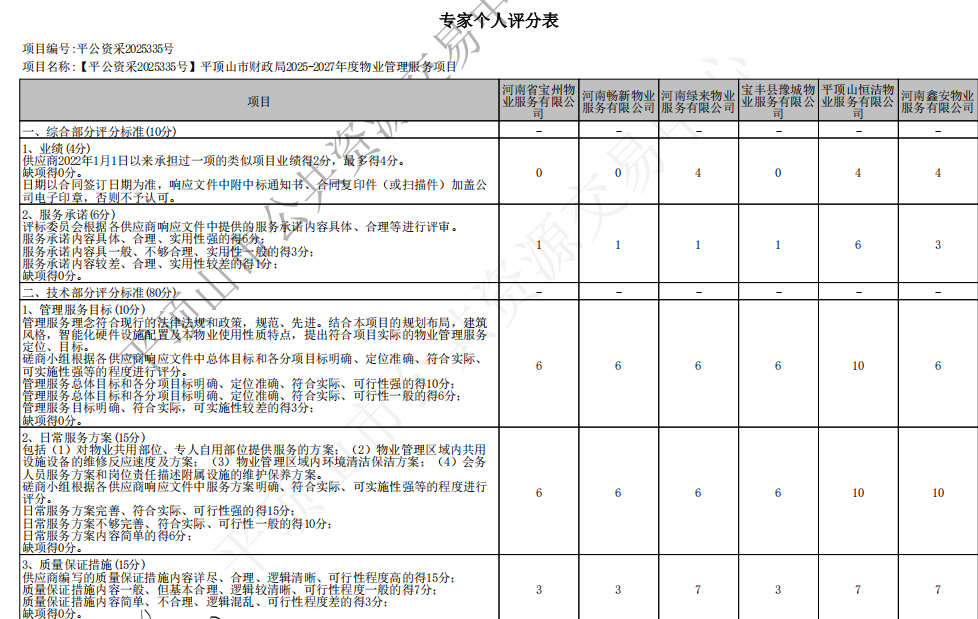 专家个人评分表
项目编号:平公资采2025335号
项目名称:【平公资采2025335号】平顶山市财政局2025-2027年度物业管理服务项目
项目
河南省宝州物业服务有限公司
河南畅新物业服务有限公司
河南绿来物业服务有限公司
宝丰县豫城物业服务有限公司
平顶山恒洁物业服务有限公司
河南鑫安物业服务有限公司
一、综合部分评分标准(10分)
— — — — — —
1、业绩(4分)
供应商2022年1月1日以来承担过一项的类似项目业绩得2分，最多得4分。
缺项得0分。
日期以合同签订日期为准，响应文件中附中标通知书、合同复印件（或扫描件）加盖公
司电子印章，否则不予认可。
0 0 4 0 4 4
2、服务承诺(6分)
评标委员会根据各供应商响应文件中提供的服务承诺内容具体、合理等进行评审。
服务承诺内容具体、合理、实用性强的得6分；
服务承诺内容具一般、不够合理、实用性一般的得3分；
服务承诺内容较差、合理、实用性较差的得1分；
缺项得0分。
1 1 1 1 6 3
二、技术部分评分标准(80分)
— — — — — —
1、管理服务目标(10分)
管理服务理念符合现行的法律法规和政策，规范、先进。结合本项目的规划布局，建筑
风格，智能化硬件设施配置及本物业使用性质特点，提出符合项目实际的物业管理服务
定位、目标。
磋商小组根据各供应商响应文件中总体目标和各分项目标明确、定位准确、符合实际、
可实施性强等的程度进行评分。
管理服务总体目标和各分项目标明确、定位准确、符合实际、可行性强的得10分；
管理服务总体目标和各分项目标明确、定位准确、符合实际、可行性一般的得6分；
管理服务目标明确、符合实际，可实施性较差的得3分；
缺项得0分。
6 6 6 6 10 6
2、日常服务方案(15分)
包括（1）对物业共用部位、专人自用部位提供服务的方案；（2）物业管理区域内共用
设施设备的维修反应速度及方案；（3）物业管理区域内环境清洁保洁方案；（4）会务
人员服务方案和岗位责任描述附属设施的维护保养方案。
磋商小组根据各供应商响应文件中服务方案明确、符合实际、可实施性强等的程度进行
评分。
日常服务方案完善、符合实际、可行性强的得15分；
日常服务方案不够完善、符合实际、可行性一般的得10分；
日常服务方案内容简单的得6分；
缺项得0分。
6 6 6 6 10 10
3、质量保证措施(15分)
供应商编写的质量保证措施内容详尽、合理、逻辑清晰、可行性程度高的得15分；
质量保证措施内容一般、但基本合理、逻辑较清晰、可行性程度一般的得7分；
质量保证措施内容简单、不合理、逻辑混乱、可行性程度差的得3分；
缺项得0分。
3 3 7 3 7 7
平顶山市公共资源交易中心
平顶山市公共资源交易中心